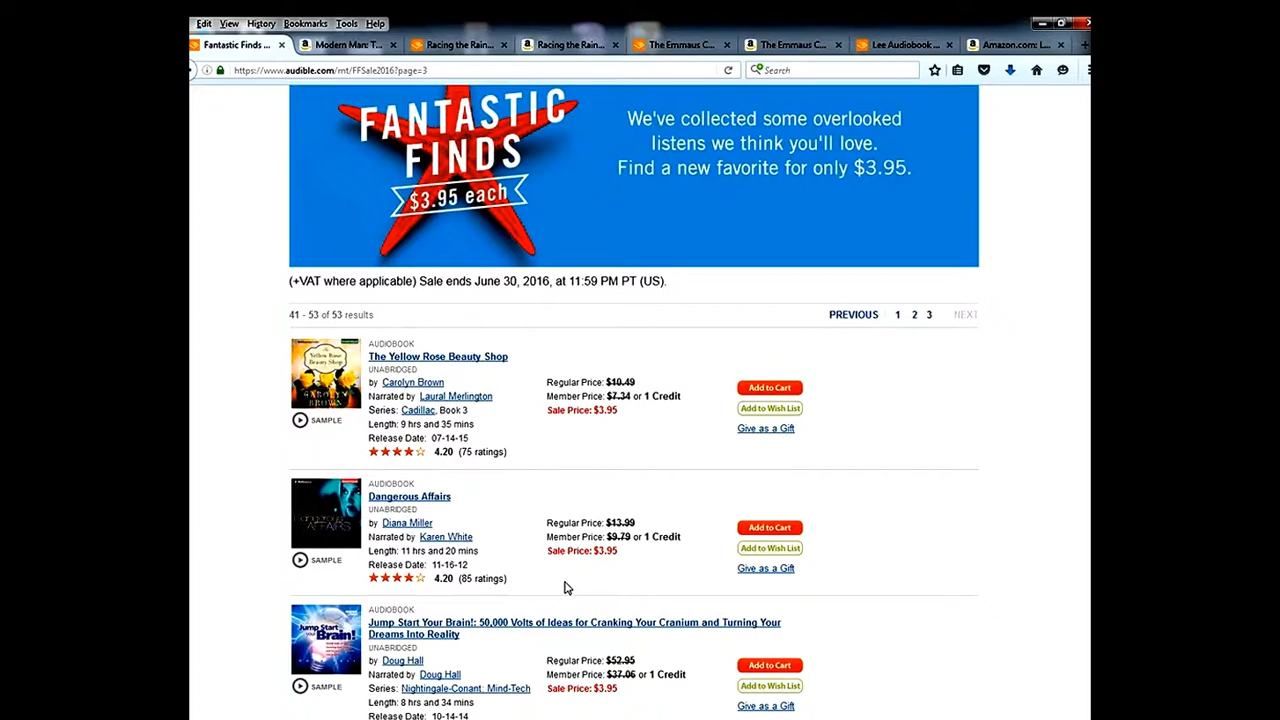 Edit View History Bookmarks Tools Help
Fantastic Finds ... × Modern Man: T... × Racing the Rain... × Racing the Rain... × The Emmaus C... × The Emmaus C... × Lee Audiobook ... × Amazon.com: L... × +
https://www.audible.com/mt/FFSale2016?page=3 Search
FANTASTIC
FINDS
$3.95 each
We've collected some overlooked
listens we think you'll love.
Find a new favorite for only $3.95.
(+VAT where applicable) Sale ends June 30, 2016, at 11:59 PM PT (US).
41 - 53 of 53 results PREVIOUS 1 2 3 NEXT
AUDIOBOOK
The Yellow Rose Beauty Shop
UNABRIDGED
by Carolyn Brown Regular Price: $10.49 Add to Cart
Narrated by Laural Merlington Member Price: $7.34 or 1 Credit
Series: Cadillac, Book 3 Sale Price: $3.95 Add to Wish List
SAMPLE Length: 9 hrs and 35 mins Give as a Gift
Release Date: 07-14-15
4.20 (75 ratings)
The Yellow Rose Beauty Shop
CAROLYN BROWN
AUDIOBOOK
Dangerous Affairs
UNABRIDGED
by Diana Miller Regular Price: $13.99 Add to Cart
Narrated by Karen White Member Price: $9.79 or 1 Credit
Length: 11 hrs and 20 mins Sale Price: $3.95 Add to Wish List
SAMPLE Release Date: 11-16-12 Give as a Gift
4.20 (85 ratings)
AUDIOBOOK
Jump Start Your Brain!: 50,000 Volts of Ideas for Cranking Your Cranium and Turning Your
Dreams Into Reality
UNABRIDGED
by Doug Hall Regular Price: $52.95 Add to Cart
Narrated by Doug Hall Member Price: $37.06 or 1 Credit
SAMPLE Series: Nightingale-Conant: Mind-Tech Sale Price: $3.95 Add to Wish List
Length: 8 hrs and 34 mins Give as a Gift
Release Date: 10-14-14
Jump Start
Your Brain!